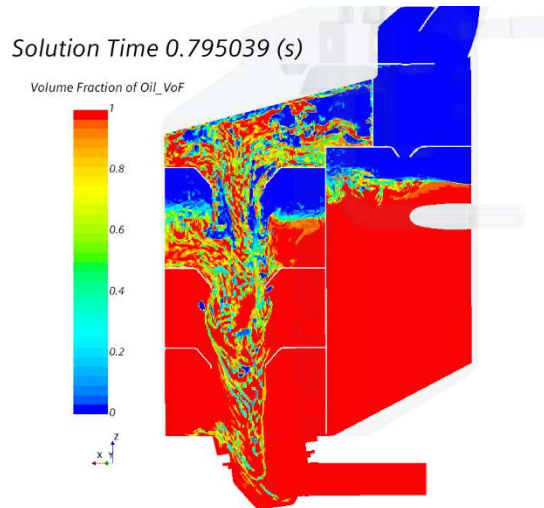 Solution Time 0.795039 (s)
Volume Fraction of Oil_VoF
1
0.8
0.6
0.4
0.2
0
Z
X Y